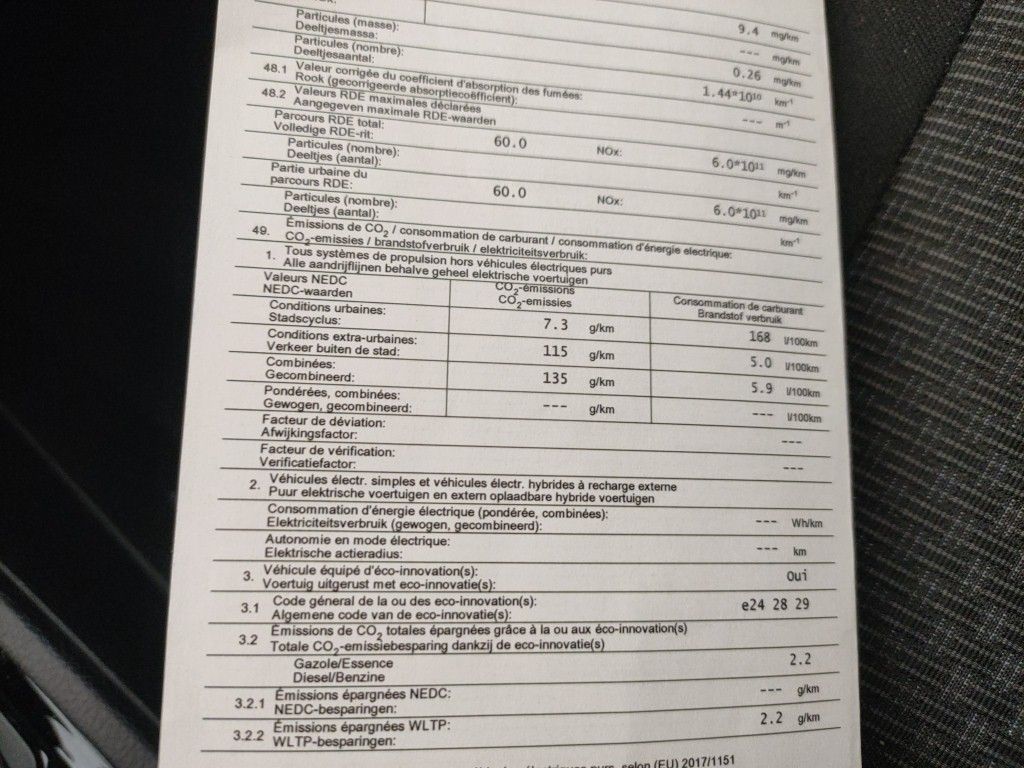 9.4 mg/km
Particules (masse):
Deeltjesmassa:
--- mg/km
Particules (nombre):
Deeltjesaantal:
0.26 mg/km
48.1 Valeur corrigée du coefficient d'absorption des fumées:
Rook (gecorrigeerde absorptiecoëfficient):
1.44*10¹⁰ km⁻¹
48.2 Valeurs RDE maximales déclarées
Aangegeven maximale RDE-waarden
--- m⁻¹
Parcours RDE total:
Volledige RDE-rit:
60.0 NOx: 6.0*10¹¹ mg/km
Particules (nombre):
Deeltjes (aantal):
km⁻¹
Partie urbaine du
parcours RDE:
60.0 NOx: 6.0*10¹¹ mg/km
Particules (nombre):
Deeltjes (aantal):
km⁻¹
49. Émissions de CO₂ / consommation de carburant / consommation d'énergie electrique:
CO₂-emissies / brandstofverbruik / elektriciteitsverbruik:
1. Tous systèmes de propulsion hors véhicules électriques purs
Alle aandrijflijnen behalve geheel elektrische voertuigen
Valeurs NEDC CO₂-émissions Consommation de carburant
NEDC-waarden CO₂-emissies Brandstof verbruik
Conditions urbaines:
Stadscyclus:
7.3 g/km 168 l/100km
Conditions extra-urbaines:
Verkeer buiten de stad:
115 g/km 5.0 l/100km
Combinées:
Gecombineerd:
135 g/km 5.9 l/100km
Pondérées, combinées:
Gewogen, gecombineerd:
--- g/km --- l/100km
Facteur de déviation:
Afwijkingsfactor:
---
Facteur de vérification:
Verificatiefactor:
---
2. Véhicules électr. simples et véhicules électr. hybrides à recharge externe
Puur elektrische voertuigen en extern oplaadbare hybride voertuigen
Consommation d'énergie électrique (pondérée, combinées):
Elektriciteitsverbruik (gewogen, gecombineerd):
--- Wh/km
Autonomie en mode électrique:
Elektrische actieradius:
--- km
3. Véhicule équipé d'éco-innovation(s):
Voertuig uitgerust met eco-innovatie(s):
Oui
3.1 Code géneral de la ou des eco-innovation(s):
Algemene code van de eco-innovatie(s):
e24 28 29
3.2 Émissions de CO₂ totales épargnées grâce à la ou aux éco-innovation(s)
Totale CO₂-emissiebesparing dankzij de eco-innovatie(s)
Gazole/Essence
Diesel/Benzine
2.2
3.2.1 Émissions épargnées NEDC:
NEDC-besparingen:
--- g/km
3.2.2 Émissions épargnées WLTP:
WLTP-besparingen:
2.2 g/km
purs, selon (EU) 2017/1151